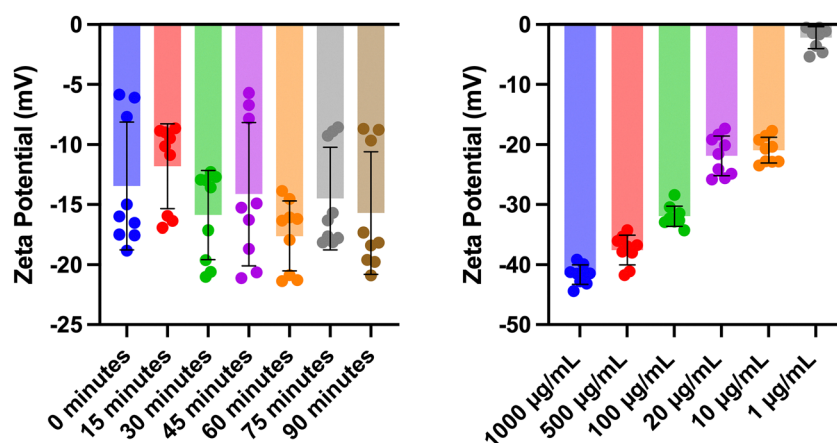 Zeta Potential (mV)
0
-5
-10
-15
-20
-25
0 minutes
15 minutes
30 minutes
45 minutes
60 minutes
75 minutes
90 minutes
Zeta Potential (mV)
0
-10
-20
-30
-40
-50
1000 µg/mL
500 µg/mL
100 µg/mL
20 µg/mL
10 µg/mL
1 µg/mL